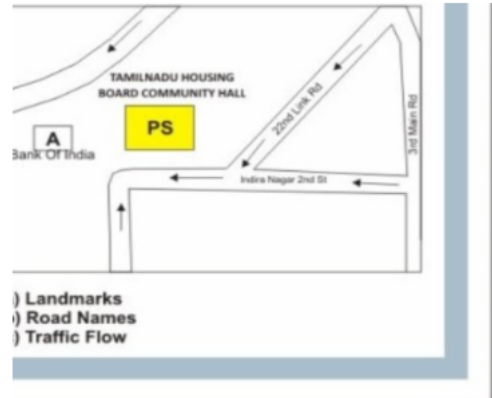 TAMILNADU HOUSING
BOARD COMMUNITY HALL
PS
A
Bank Of India
22nd Link Rd
3rd Main Rd
Indira Nagar 2nd St
) Landmarks
) Road Names
) Traffic Flow